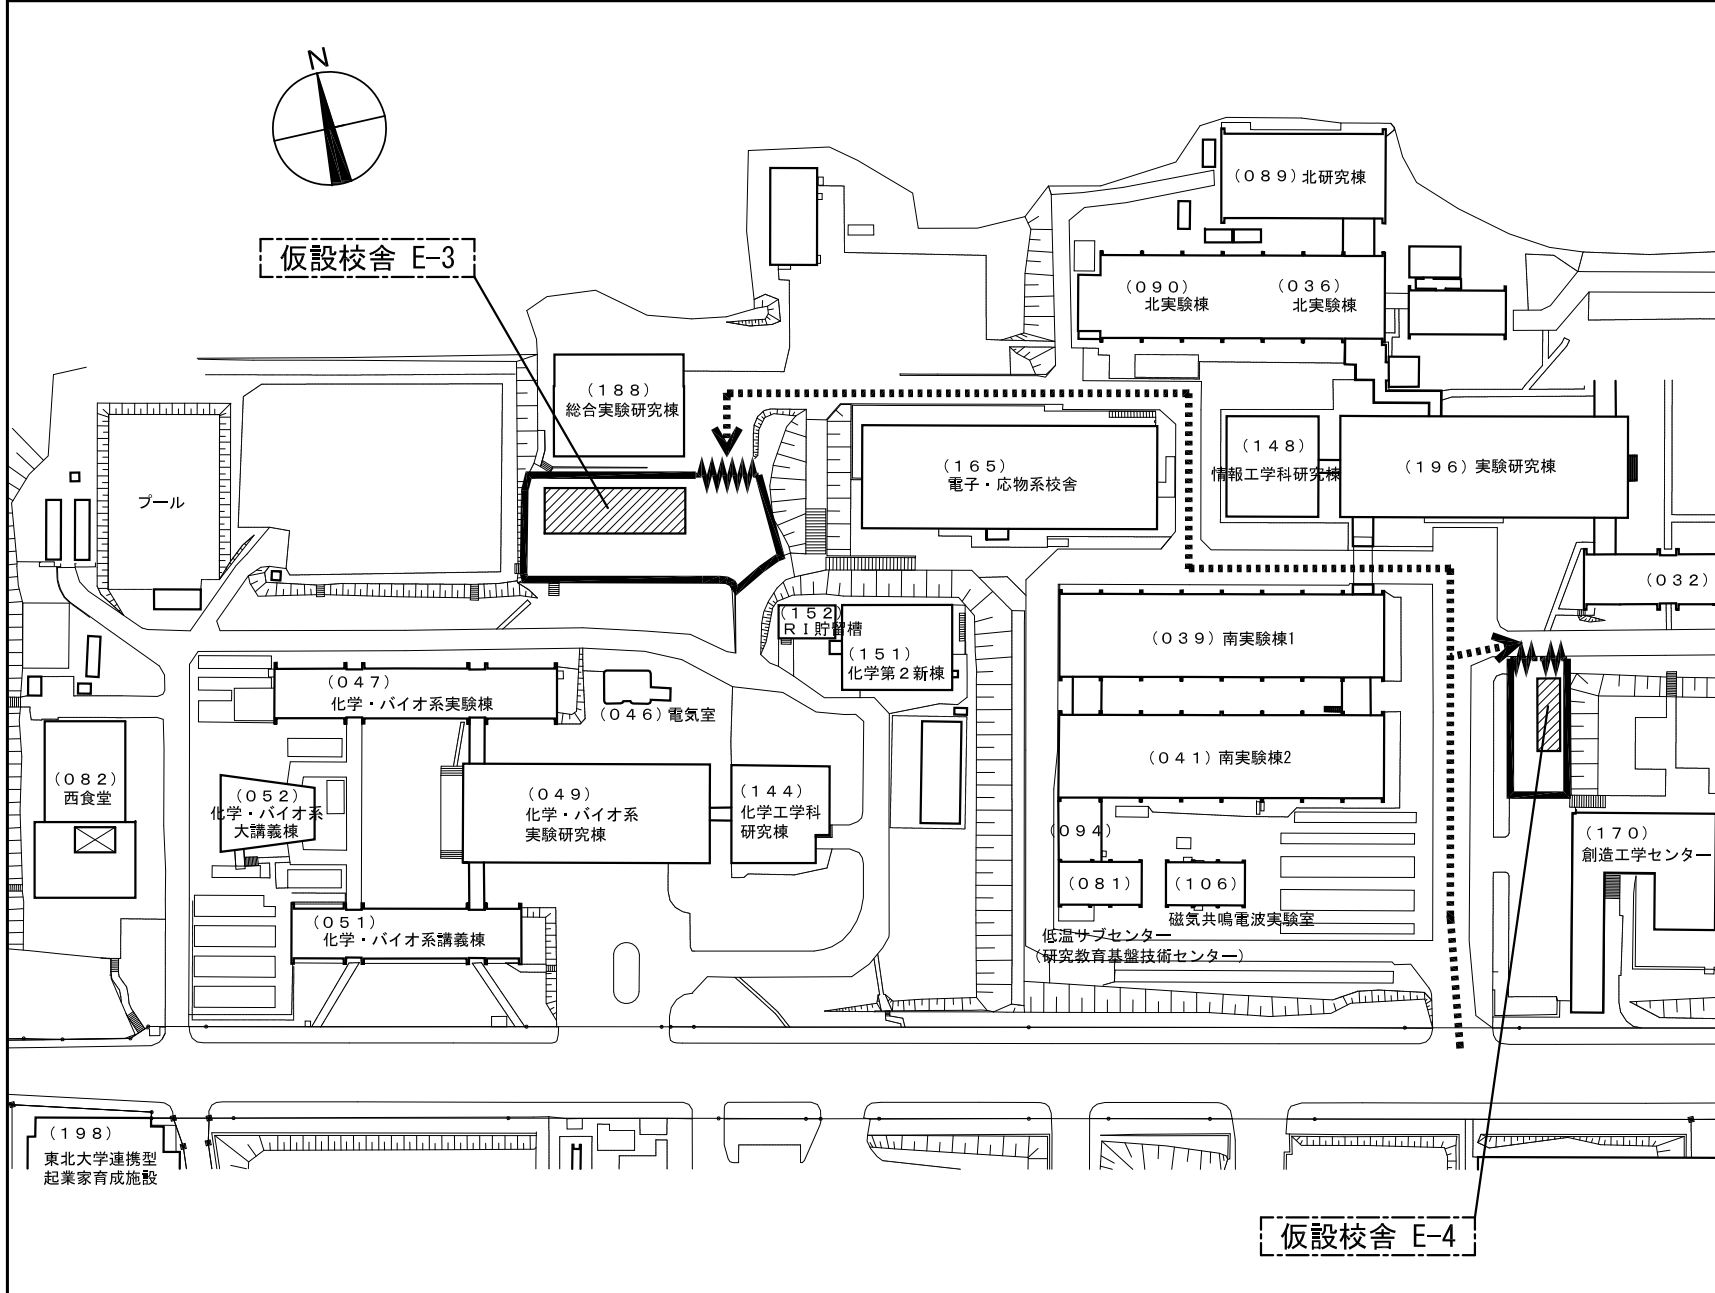 N
仮設校舎 E-3
(089)北研究棟
(090)
北実験棟
(036)
北実験棟
(188)
総合実験研究棟
(165)
電子・応物系校舎
(148)
情報工学科研究棟
(196)実験研究棟
プール
(032)
(152)
RI貯留槽
(151)
化学第2新棟
(039)南実験棟1
(047)
化学・バイオ系実験棟
(046)電気室
(041)南実験棟2
(082)
西食堂
(052)
化学・バイオ系
大講義棟
(049)
化学・バイオ系
実験研究棟
(144)
化学工学科
研究棟
(094)
(170)
創造工学センター
(081)
(106)
磁気共鳴電波実験室
(051)
化学・バイオ系講義棟
低温サブセンター
(研究教育基盤技術センター)
(198)
東北大学連携型
起業家育成施設
仮設校舎 E-4